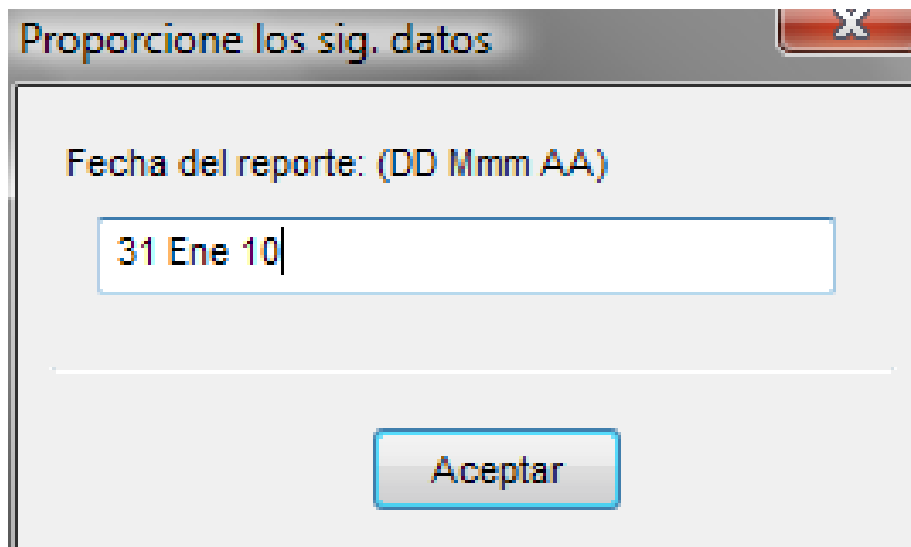 Proporcione los sig. datos
Fecha del reporte: (DD Mmm AA)
31 Ene 10
Aceptar